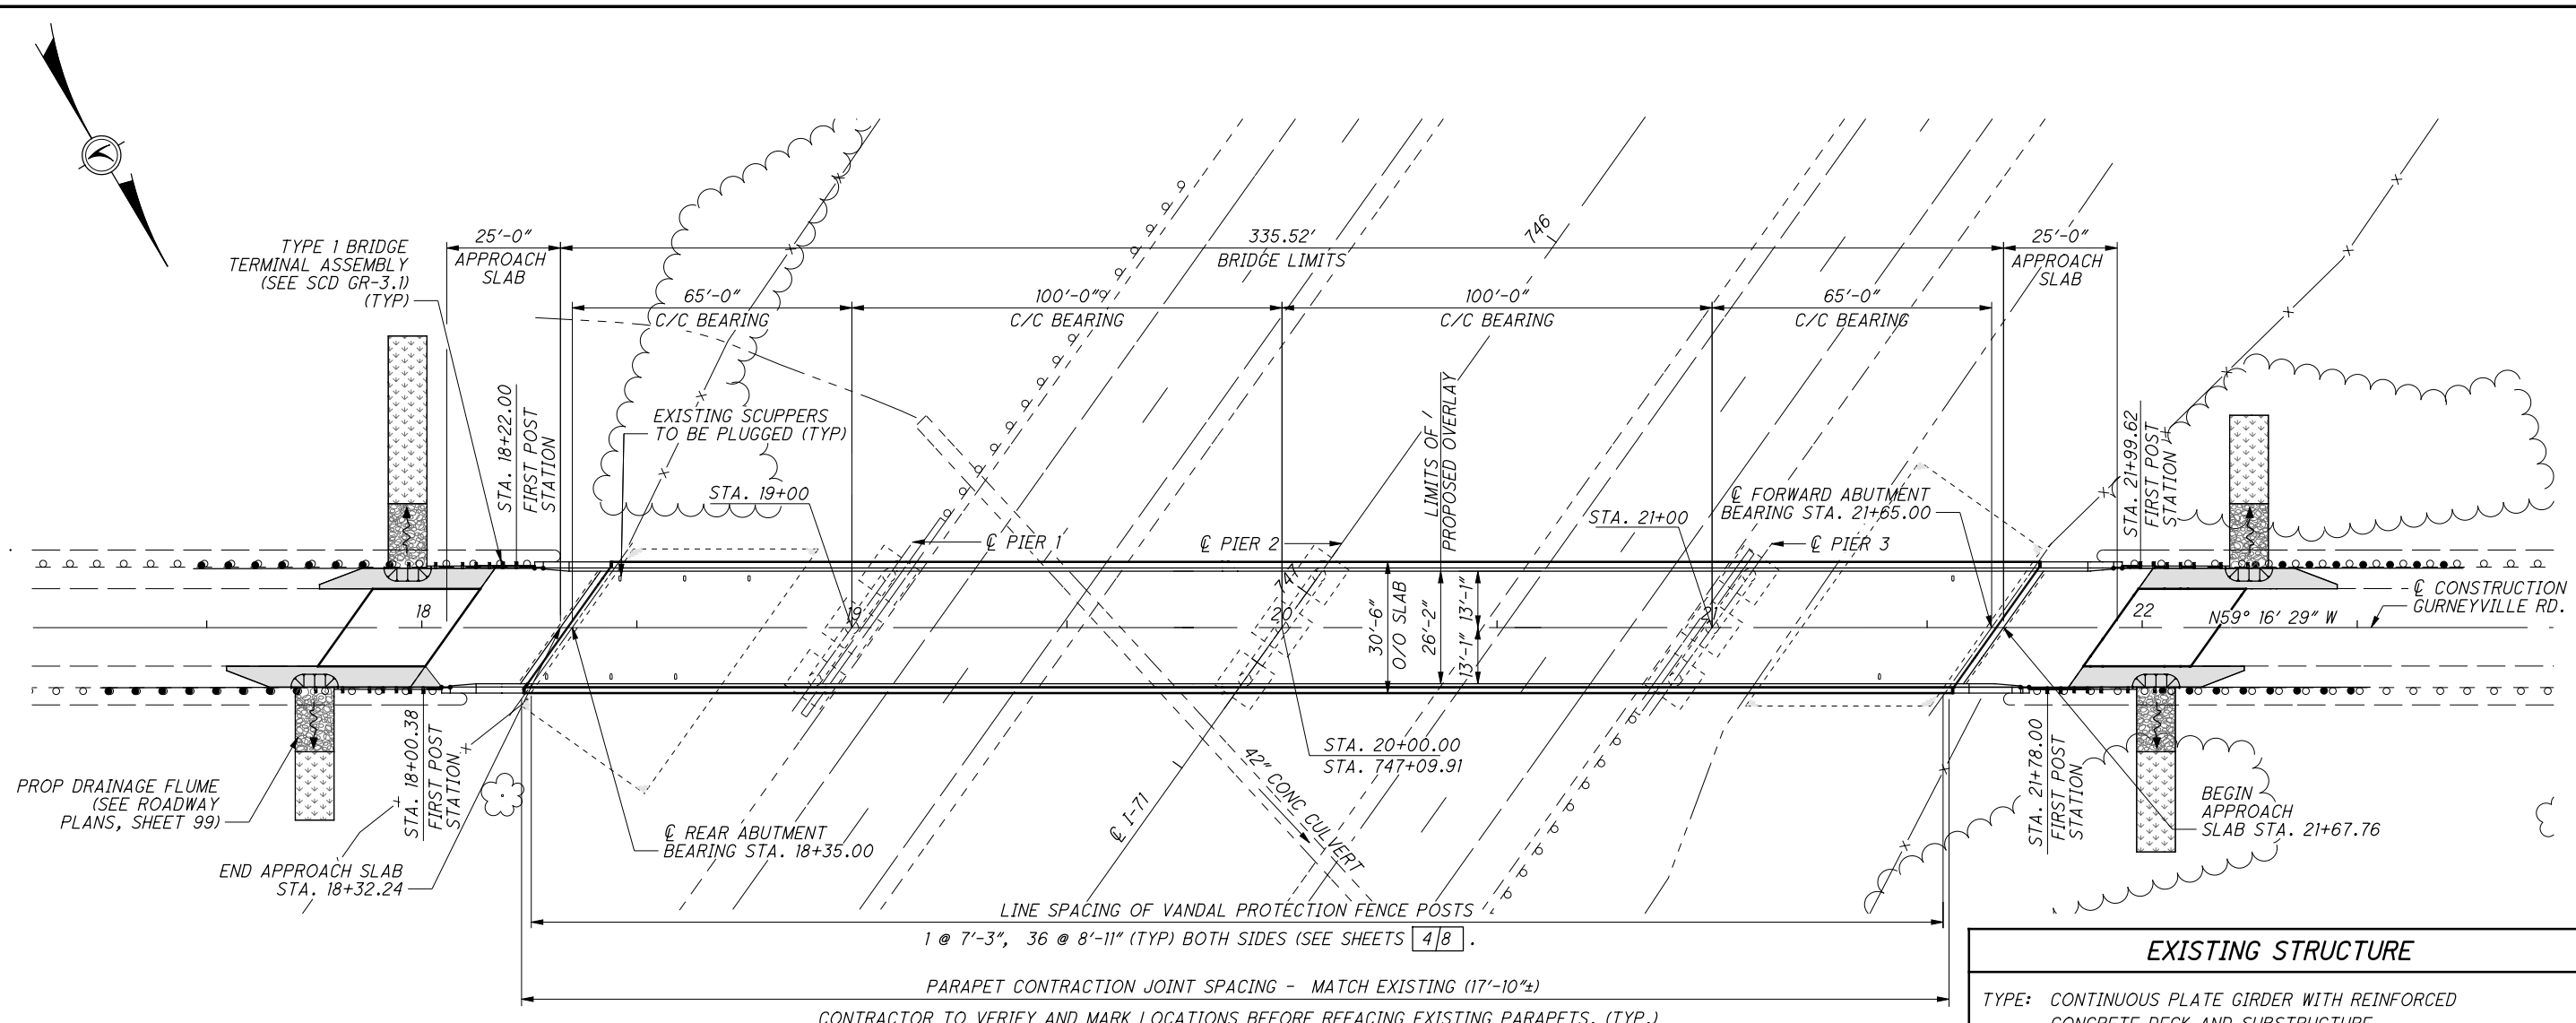 TYPE 1 BRIDGE
TERMINAL ASSEMBLY
(SEE SCD GR-3.1)
(TYP)
25'-0"
APPROACH
SLAB
335.52'
BRIDGE LIMITS
746
25'-0"
APPROACH
SLAB
65'-0"
C/C BEARING
100'-0"
C/C BEARING
100'-0"
C/C BEARING
65'-0"
C/C BEARING
STA. 18+22.00
FIRST POST
STATION
EXISTING SCUPPERS
TO BE PLUGGED (TYP)
STA. 19+00
LIMITS OF
PROPOSED OVERLAY
STA. 21+00
℄ FORWARD ABUTMENT
BEARING STA. 21+65.00
STA. 21+99.62
FIRST POST
STATION
℄ PIER 1
℄ PIER 2
℄ PIER 3
18
19
747
20
21
22
30'-6"
O/O SLAB
26'-2"
13'-1"
13'-1"
N59° 16' 29" W
℄ CONSTRUCTION
GURNEYVILLE RD.
STA. 18+00.38
FIRST POST
STATION
PROP DRAINAGE FLUME
(SEE ROADWAY
PLANS, SHEET 99)
END APPROACH SLAB
STA. 18+32.24
℄ REAR ABUTMENT
BEARING STA. 18+35.00
℄ I-71
STA. 20+00.00
STA. 747+09.91
42" CONC CULVERT
STA. 21+78.00
FIRST POST
STATION
BEGIN
APPROACH
SLAB STA. 21+67.76
LINE SPACING OF VANDAL PROTECTION FENCE POSTS
1 @ 7'-3", 36 @ 8'-11" (TYP) BOTH SIDES (SEE SHEETS 4/8 .
PARAPET CONTRACTION JOINT SPACING - MATCH EXISTING (17'-10"±)
CONTRACTOR TO VERIFY AND MARK LOCATIONS BEFORE REFACING EXISTING PARAPETS. (TYP.)
EXISTING STRUCTURE
TYPE: CONTINUOUS PLATE GIRDER WITH REINFORCED
CONCRETE DECK AND SUBSTRUCTURE